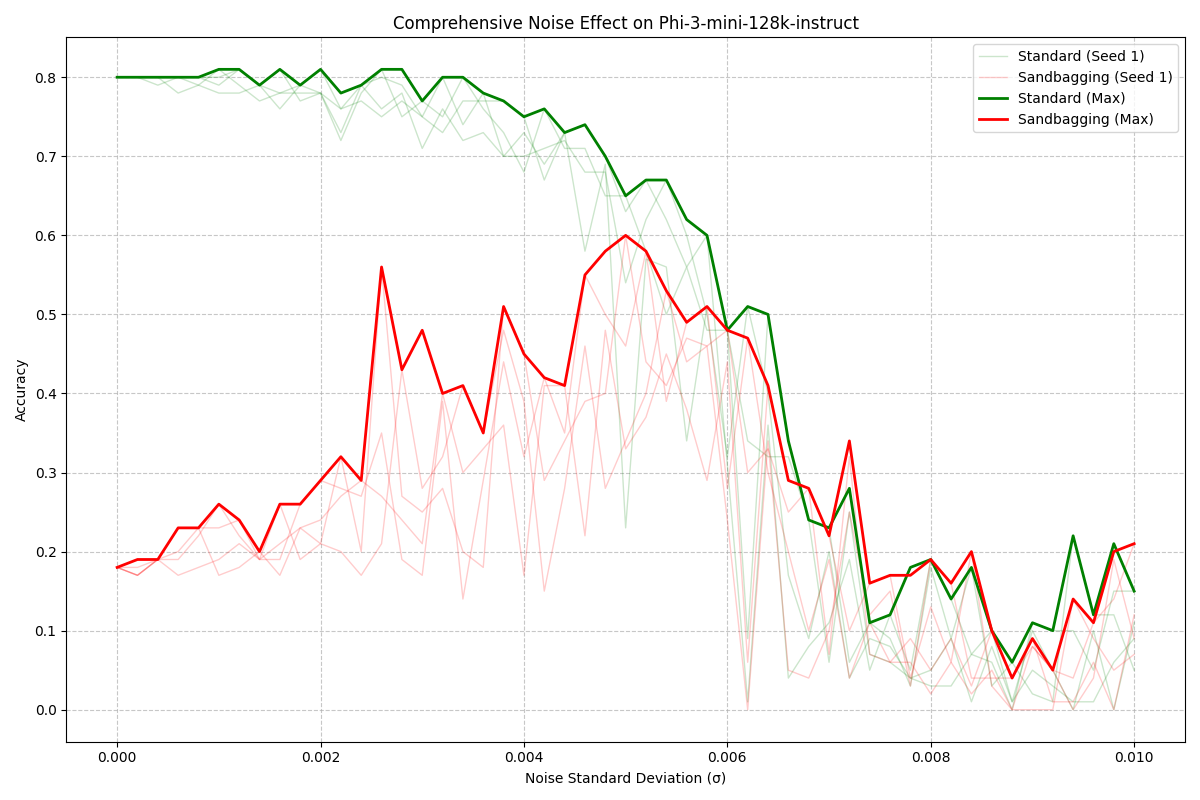 Comprehensive Noise Effect on Phi-3-mini-128k-instruct
Standard (Seed 1)
Sandbagging (Seed 1)
Standard (Max)
Sandbagging (Max)
Accuracy
0.8
0.7
0.6
0.5
0.4
0.3
0.2
0.1
0.0
0.000
0.002
0.004
0.006
0.008
0.010
Noise Standard Deviation (σ)